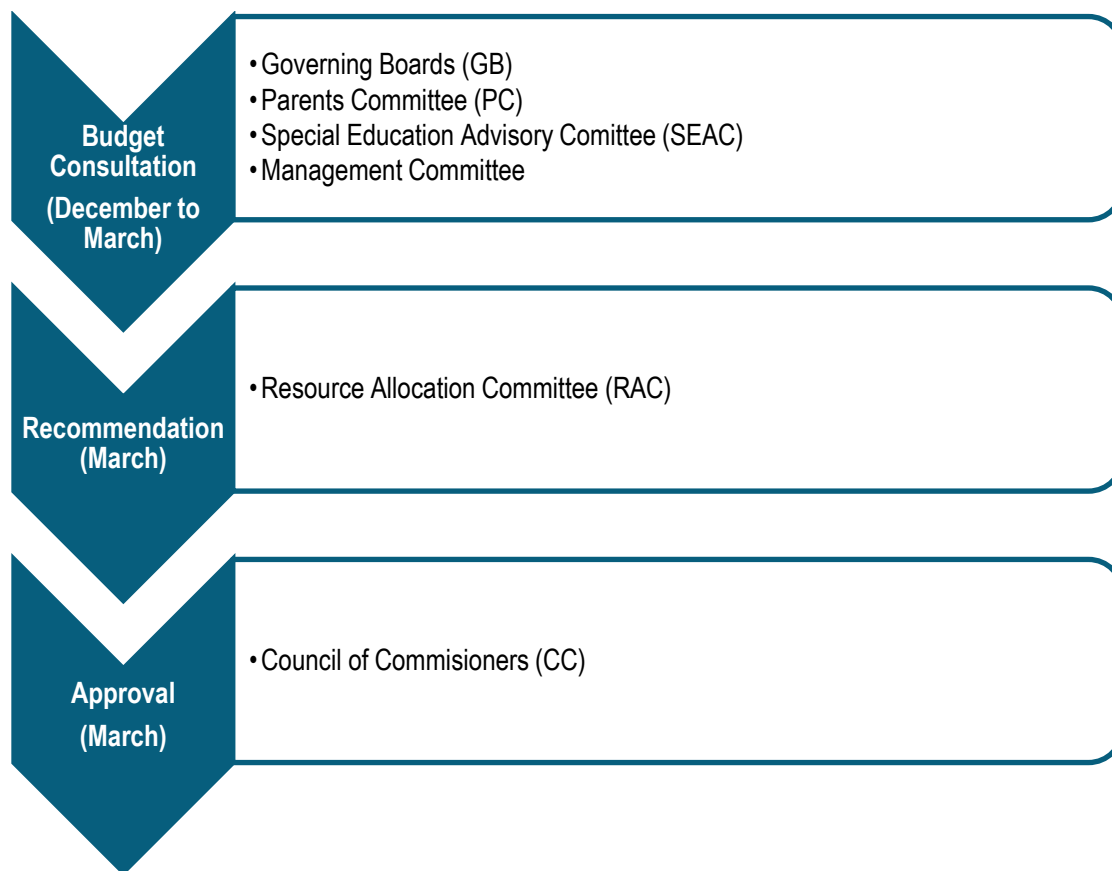 Budget
Consultation
(December to
March)
•Governing Boards (GB)
•Parents Committee (PC)
•Special Education Advisory Comittee (SEAC)
•Management Committee
Recommendation
(March)
•Resource Allocation Committee (RAC)
Approval
(March)
•Council of Commisioners (CC)